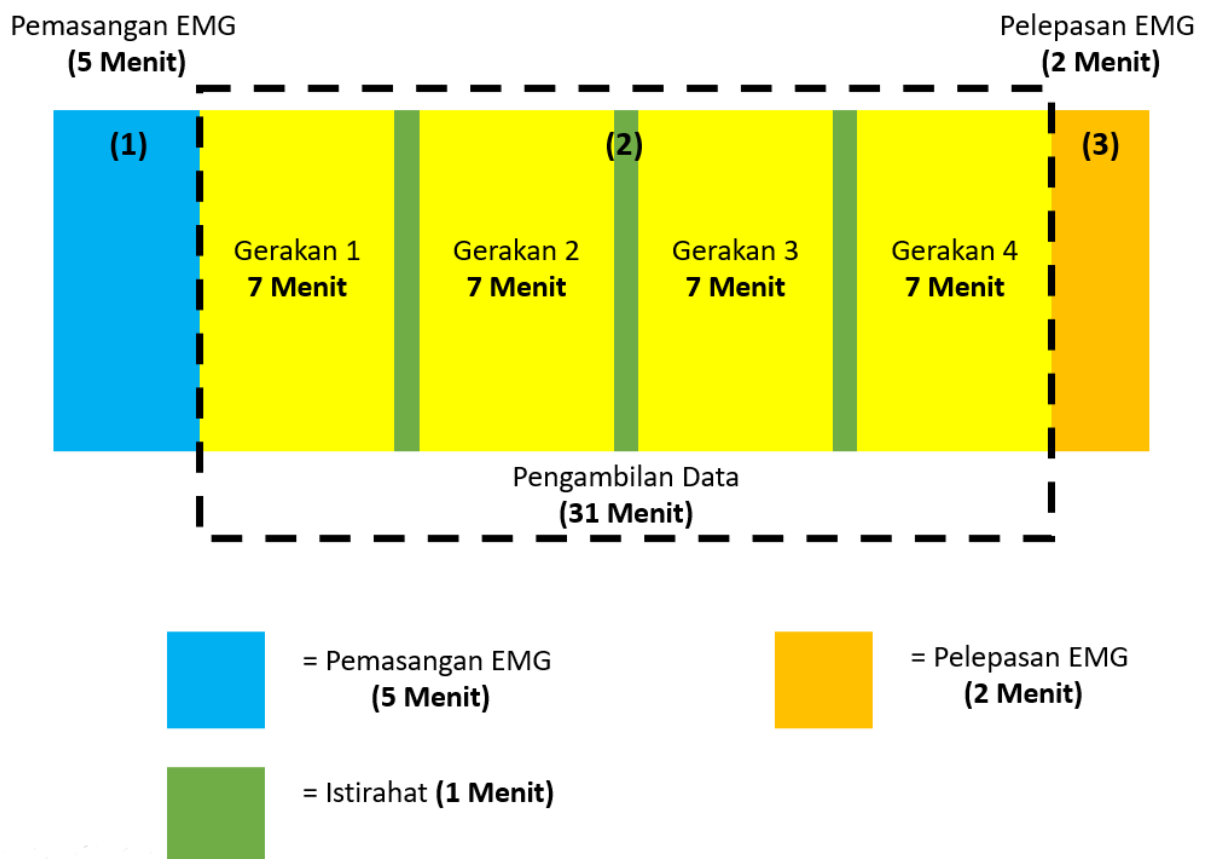 Pemasangan EMG
(5 Menit)
Pelepasan EMG
(2 Menit)
(1)
(2)
(3)
Gerakan 1
7 Menit
Gerakan 2
7 Menit
Gerakan 3
7 Menit
Gerakan 4
7 Menit
Pengambilan Data
(31 Menit)
= Pemasangan EMG
(5 Menit)
= Pelepasan EMG
(2 Menit)
= Istirahat (1 Menit)